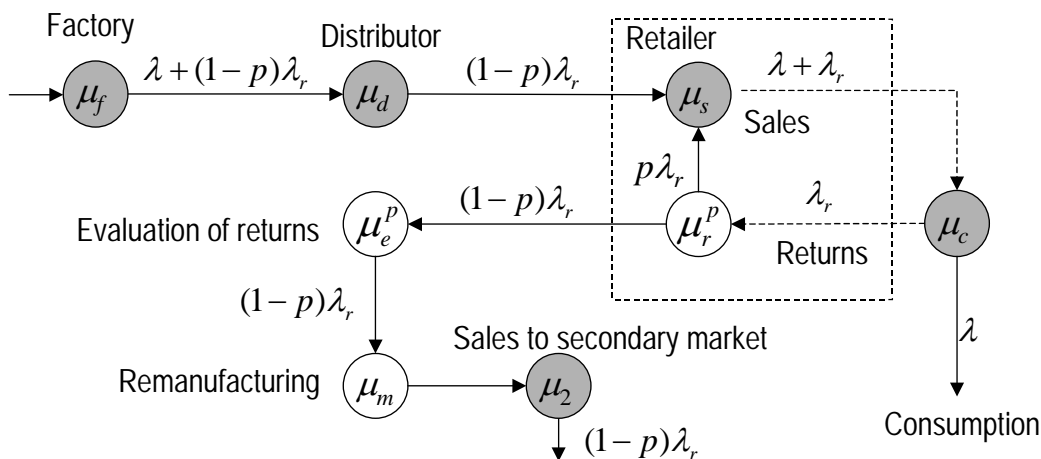 Factory
Distributor
Retailer
λ + (1− p)λ_r
(1− p)λ_r
λ + λ_r
μ_f
μ_d
μ_s
Sales
pλ_r
(1− p)λ_r
λ_r
Evaluation of returns
μ_e^p
μ_r^p
μ_c
Returns
(1− p)λ_r
λ
Sales to secondary market
Remanufacturing
μ_m
μ_2
Consumption
(1− p)λ_r